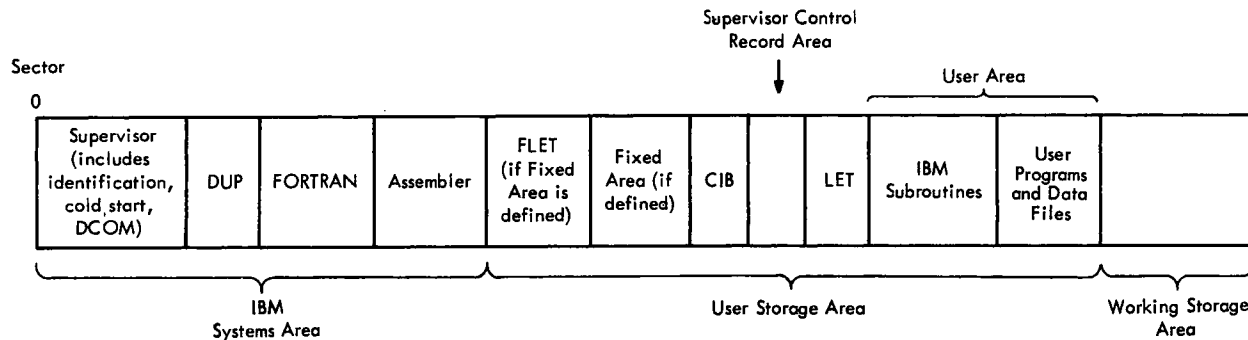 Supervisor Control
Record Area
Sector
0
User Area
Supervisor
(includes
identification,
cold start,
DCOM)
DUP
FORTRAN
Assembler
FLET
(if Fixed
Area is
defined)
Fixed
Area (if
defined)
CIB
LET
IBM
Subroutines
User
Programs
and Data
Files
IBM
Systems Area
User Storage Area
Working Storage
Area